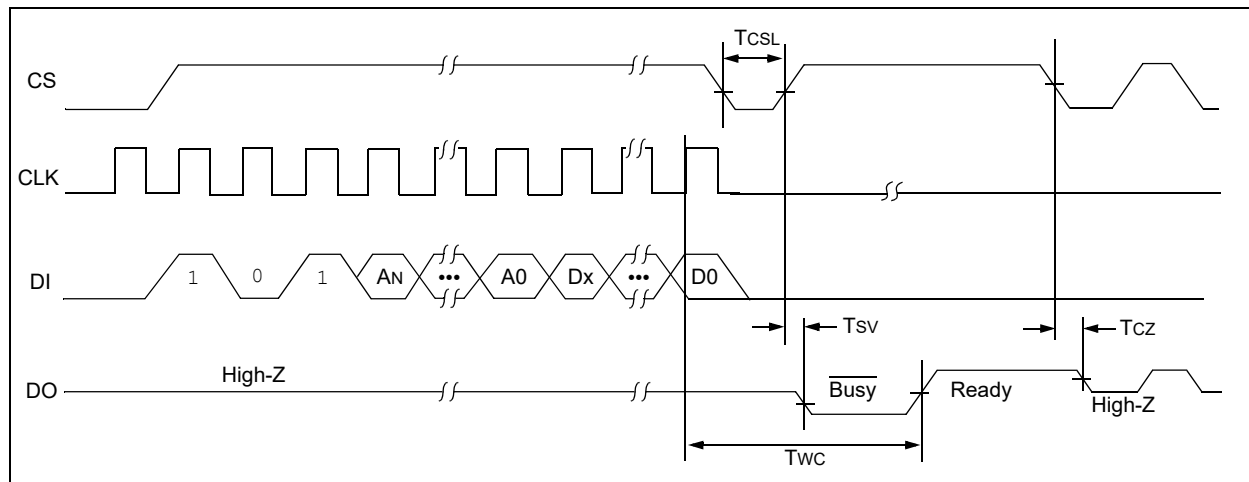 TCSL
CS
CLK
DI 1 0 1 AN ••• A0 Dx ••• D0
TSV
TCZ
DO High-Z Busy Ready High-Z
TWC